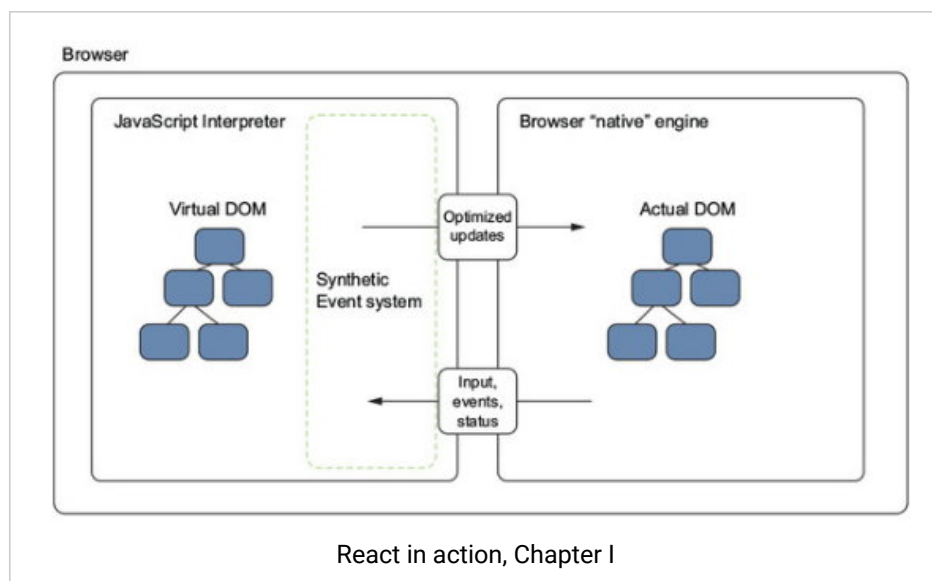 Browser
JavaScript Interpreter
Browser “native” engine
Virtual DOM
Actual DOM
Optimized
updates
Synthetic
Event system
Input,
events,
status
React in action, Chapter I